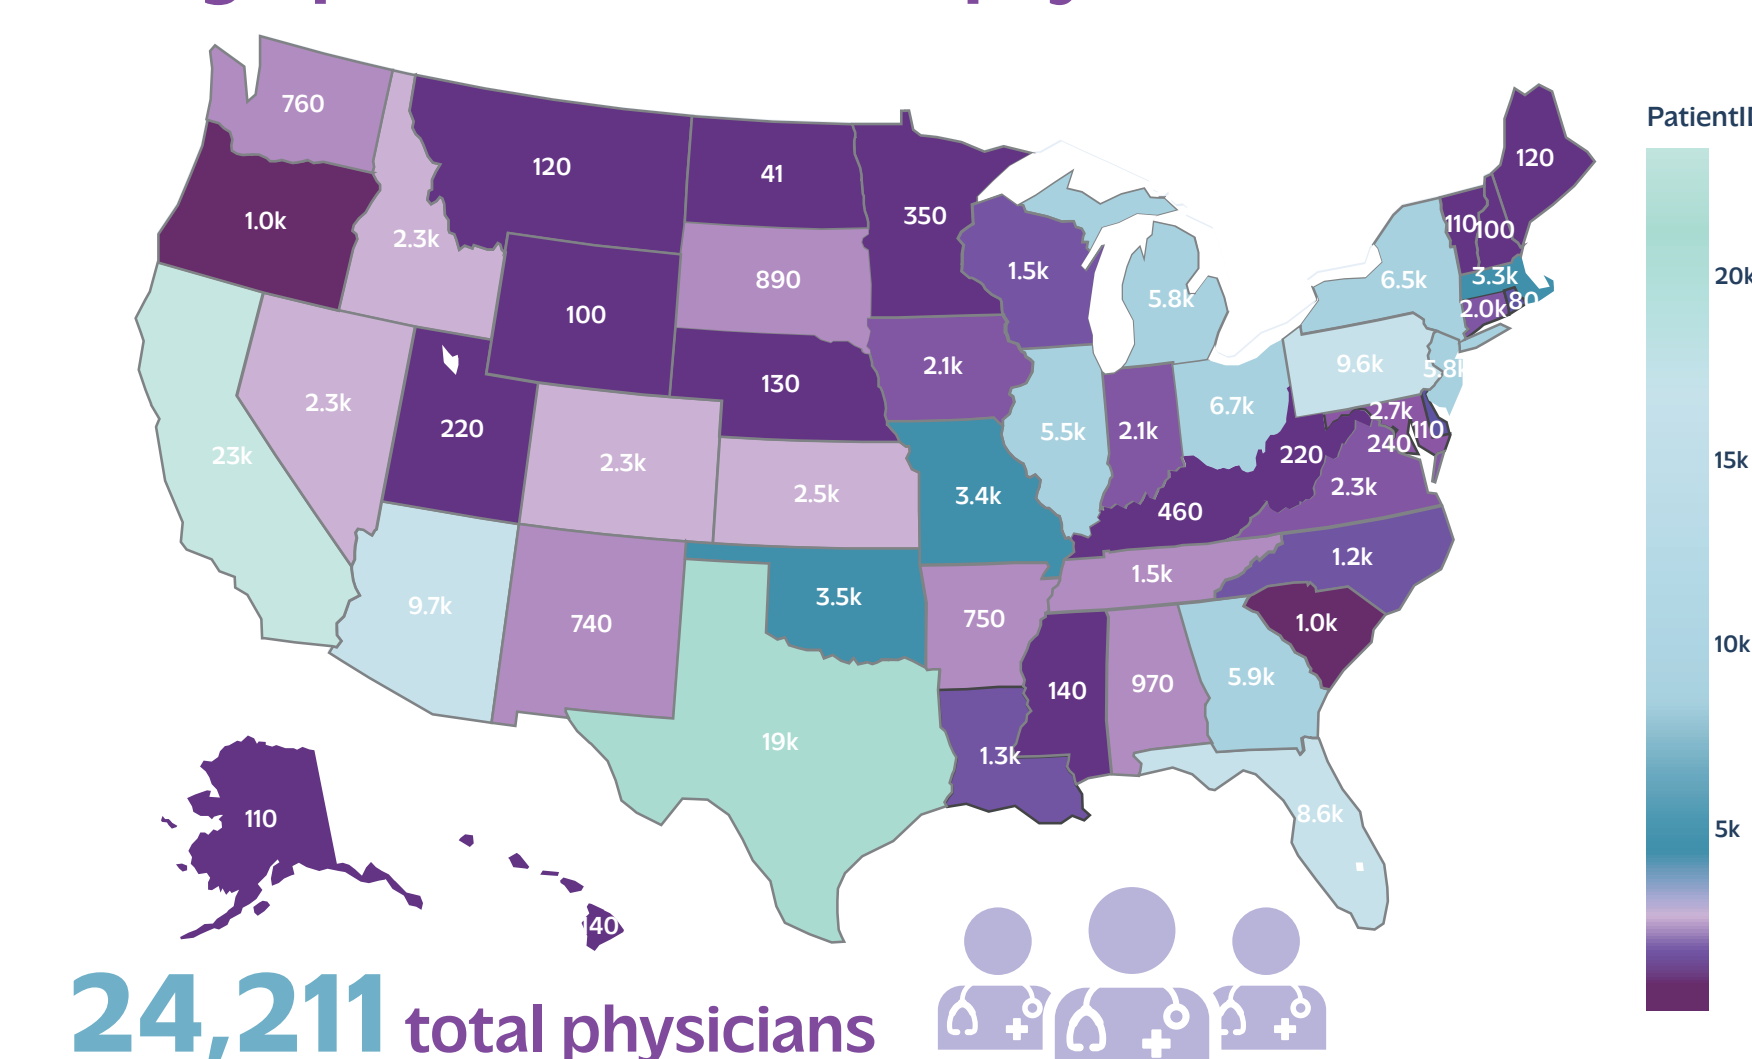 PatientI
760
120
41
350
120
1.0k
2.3k
890
1.5k
5.8k
6.5k
110
100
3.3k
20k
100
2.0k
80
2.3k
220
130
2.1k
9.6k
5.8k
2.3k
2.5k
3.4k
5.5k
2.1k
6.7k
2.7k
240
110
220
23k
460
2.3k
15k
9.7k
740
3.5k
750
1.5k
1.2k
1.0k
19k
1.3k
140
970
5.9k
10k
110
8.6k
5k
40
24,211 total physicians